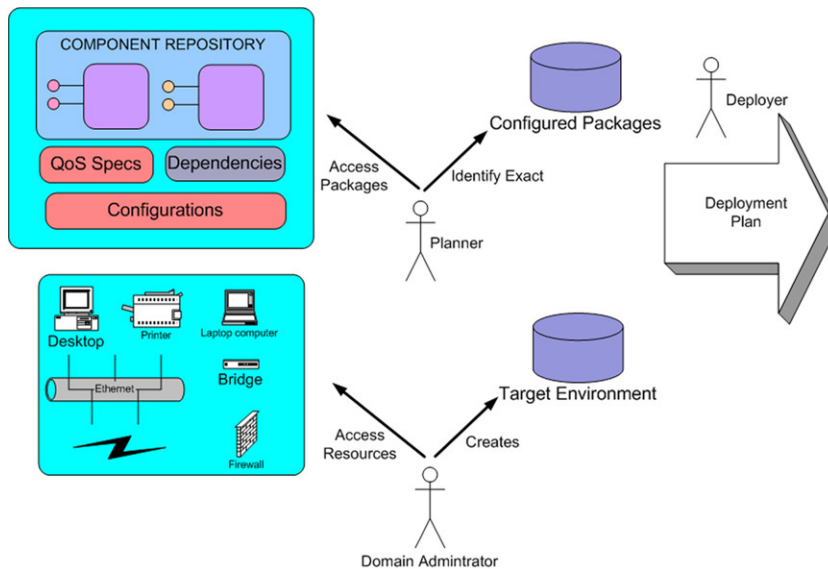 COMPONENT REPOSITORY
QoS Specs
Dependencies
Configurations
Access
Packages
Identify Exact
Configured Packages
Planner
Deployer
Deployment
Plan
Desktop
Printer
Laptop computer
Ethernet
Bridge
Firewall
Access
Resources
Creates
Target Environment
Domain Admintrator